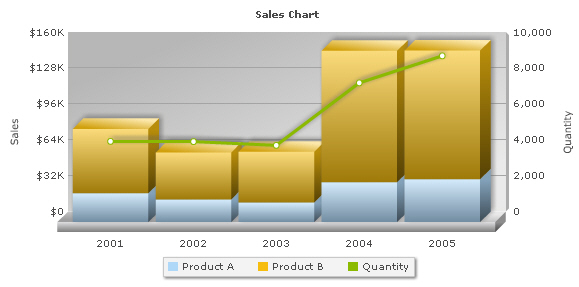 Sales Chart
$160K 10,000
$128K 8,000
$96K 6,000
$64K 4,000
$32K 2,000
$0 0
Sales
Quantity
2001 2002 2003 2004 2005
Product A Product B Quantity